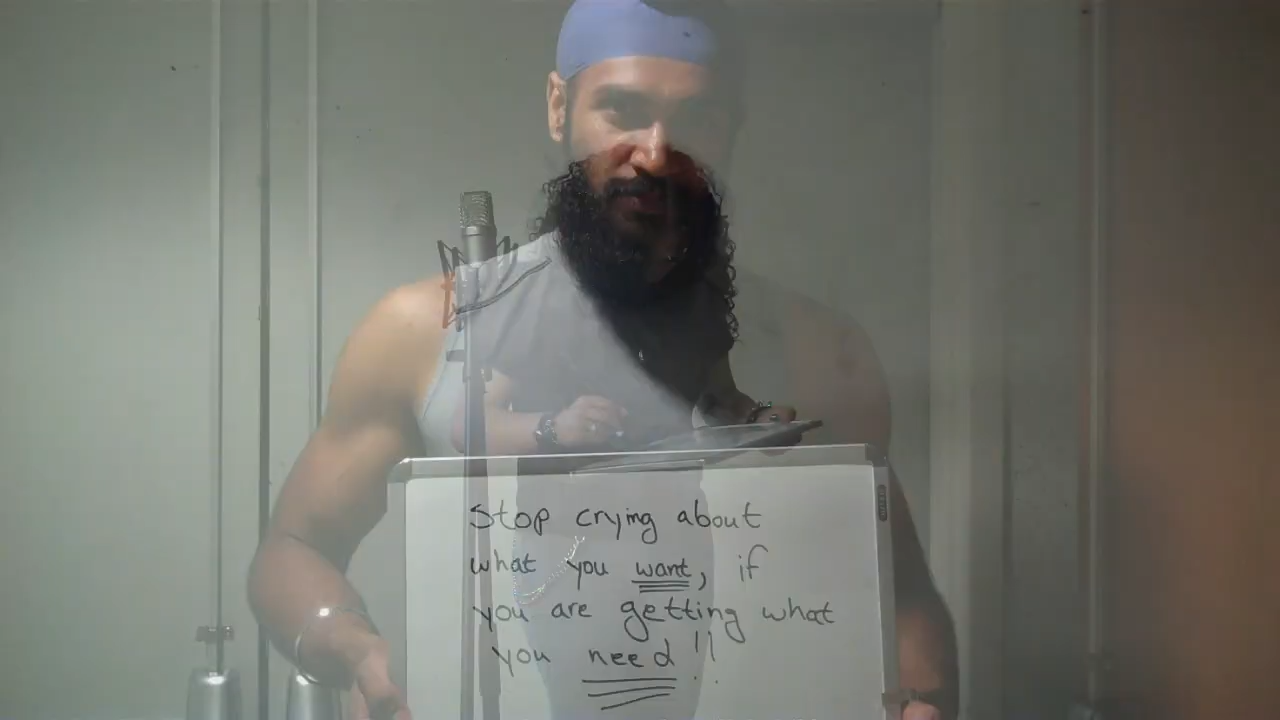 Stop crying about
what you want, if
you are getting what
you need!!